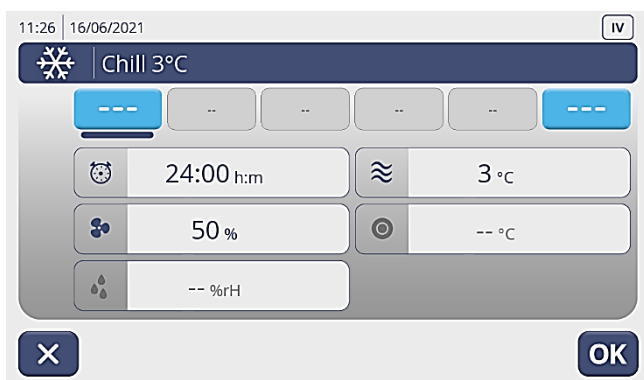 11:26 16/06/2021 IV
Chill 3°C
--- -- -- -- -- ---
24:00 h:m 3 °C
50 % -- °C
-- %rH
OK